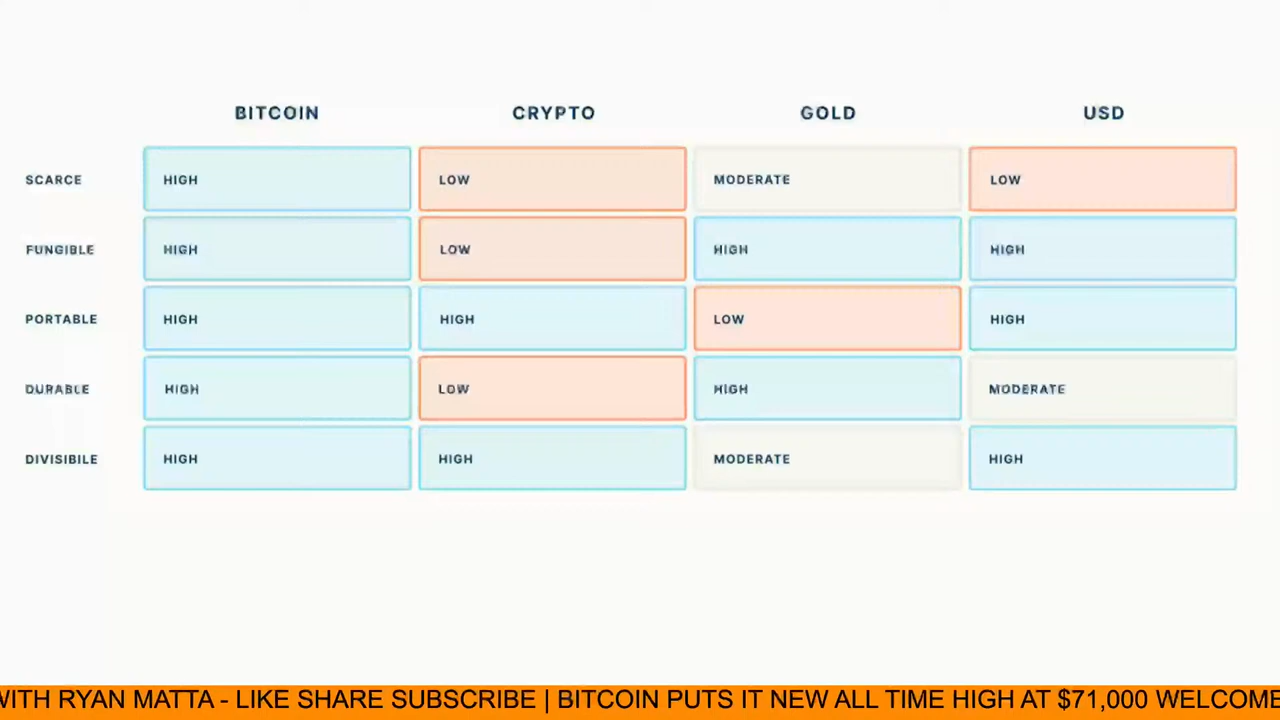 BITCOIN CRYPTO GOLD USD
SCARCE HIGH LOW MODERATE LOW
FUNGIBLE HIGH LOW HIGH HIGH
PORTABLE HIGH HIGH LOW HIGH
DURABLE HIGH LOW HIGH MODERATE
DIVISIBILE HIGH HIGH MODERATE HIGH
WITH RYAN MATTA - LIKE SHARE SUBSCRIBE | BITCOIN PUTS IT NEW ALL TIME HIGH AT $71,000 WELCOME